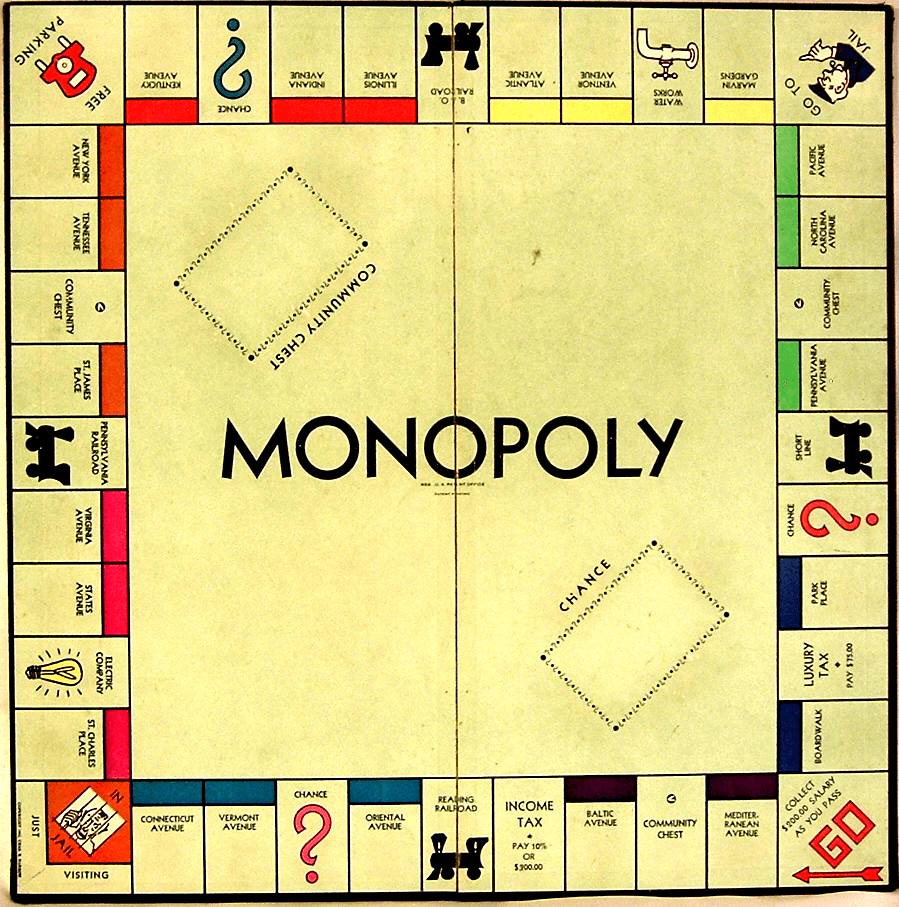 FREE
PARKING
KENTUCKY
AVENUE
CHANCE
INDIANA
AVENUE
ILLINOIS
AVENUE
B. & O.
RAILROAD
ATLANTIC
AVENUE
VENTNOR
AVENUE
WATER
WORKS
MARVIN
GARDENS
GO TO
JAIL
NEW YORK
AVENUE
TENNESSEE
AVENUE
COMMUNITY
CHEST
ST. JAMES
PLACE
PENNSYLVANIA
RAILROAD
VIRGINIA
AVENUE
STATES
AVENUE
ELECTRIC
COMPANY
ST. CHARLES
PLACE
COMMUNITY CHEST
MONOPOLY
CHANCE
PACIFIC
AVENUE
NORTH
CAROLINA
AVENUE
COMMUNITY
CHEST
PENNSYLVANIA
AVENUE
SHORT
LINE
CHANCE
PARK
PLACE
LUXURY
TAX
PAY $75.00
BOARDWALK
IN
JAIL
JUST
VISITING
CONNECTICUT
AVENUE
VERMONT
AVENUE
CHANCE
ORIENTAL
AVENUE
READING
RAILROAD
INCOME
TAX
PAY 10%
OR
BALTIC
AVENUE
COMMUNITY
CHEST
MEDITER-
RANEAN
AVENUE
COLLECT
$200.00 SALARY
AS YOU PASS
GO